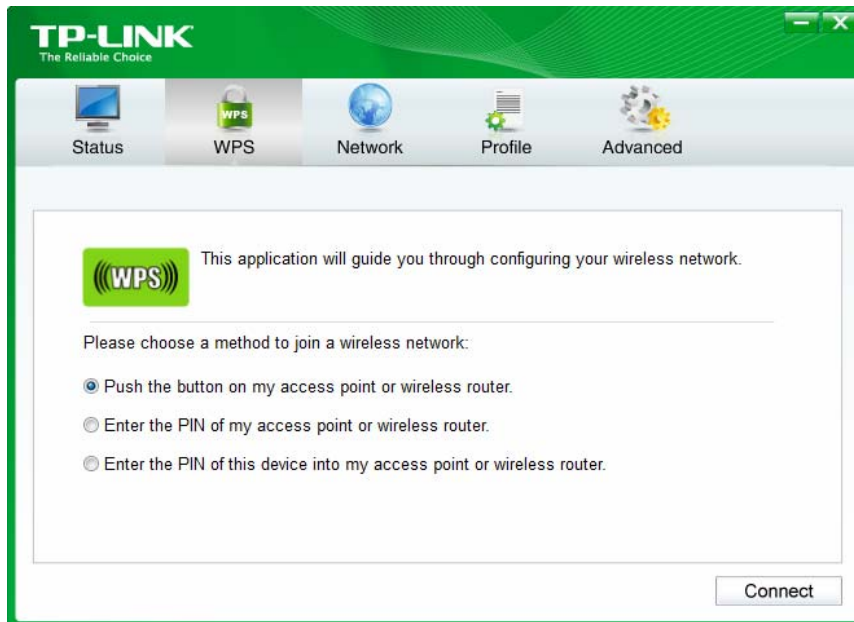 TP-LINK
The Reliable Choice
WPS
Status
WPS
Network
Profile
Advanced
(((WPS)))
This application will guide you through configuring your wireless network.
Please choose a method to join a wireless network:
Push the button on my access point or wireless router.
Enter the PIN of my access point or wireless router.
Enter the PIN of this device into my access point or wireless router.
Connect